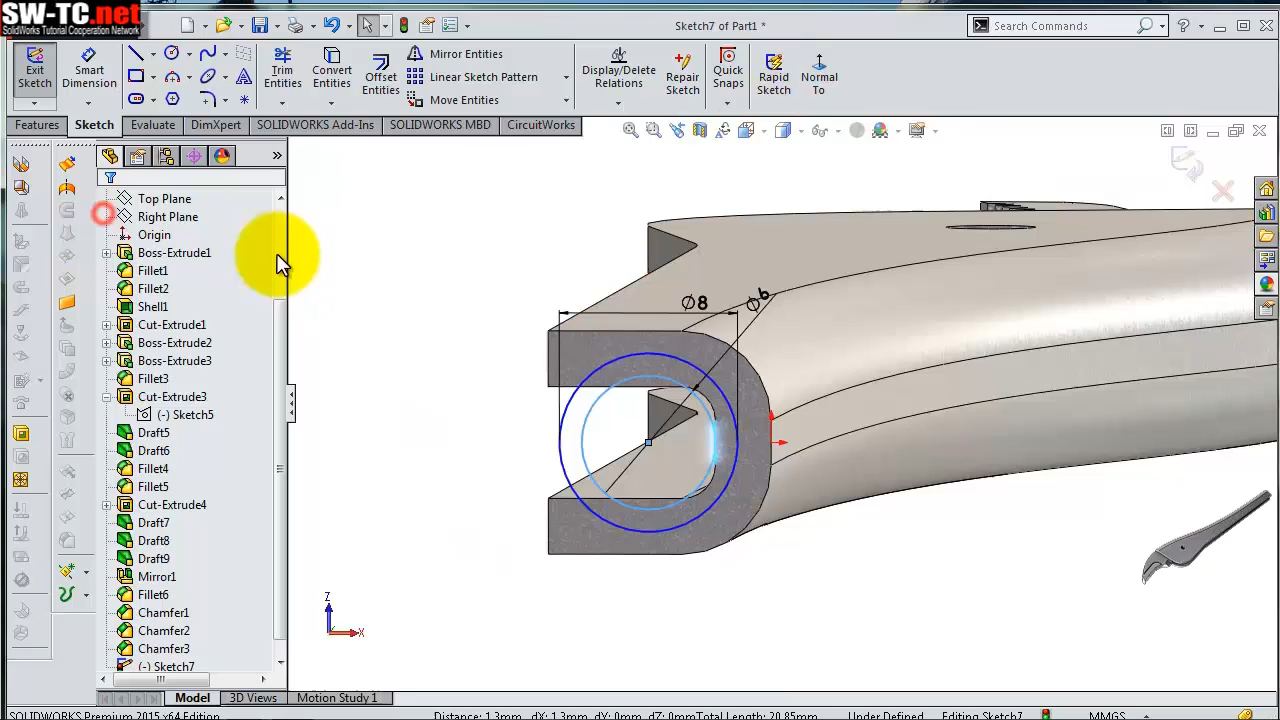 SW-TC.net
SolidWorks Tutorial Cooperation Network
Sketch7 of Part1
Search Commands
Exit Sketch
Smart Dimension
Trim Entities
Convert Entities
Offset Entities
Mirror Entities
Linear Sketch Pattern
Move Entities
Display/Delete Relations
Repair Sketch
Quick Snaps
Rapid Sketch
Normal To
Features
Sketch
Evaluate
DimXpert
SOLIDWORKS Add-Ins
SOLIDWORKS MBD
CircuitWorks
Top Plane
Right Plane
Origin
Boss-Extrude1
Fillet1
Fillet2
Shell1
Cut-Extrude1
Boss-Extrude2
Boss-Extrude3
Fillet3
Cut-Extrude3
(-) Sketch5
Draft5
Draft6
Fillet4
Fillet5
Cut-Extrude4
Draft7
Draft8
Draft9
Mirror1
Fillet6
Chamfer1
Chamfer2
Chamfer3
(-) Sketch7
∅8
∅6
Z
X
Model
3D Views
Motion Study 1
SOLIDWORKS Premium 2015 x64 Edition
Distance: 1.3mm dX: 1.3mm dY: 0mm dZ: 0mmTotal Length: 20.85mm
Under Defined
Editing Sketch7
MMGS